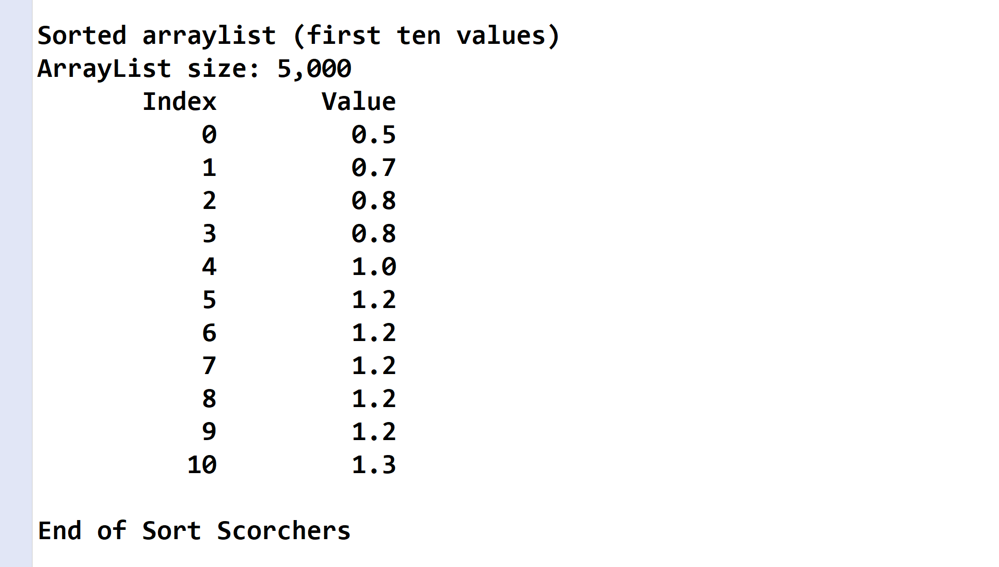 Sorted arraylist (first ten values)
ArrayList size: 5,000
Index Value
0 0.5
1 0.7
2 0.8
3 0.8
4 1.0
5 1.2
6 1.2
7 1.2
8 1.2
9 1.2
10 1.3
End of Sort Scorchers